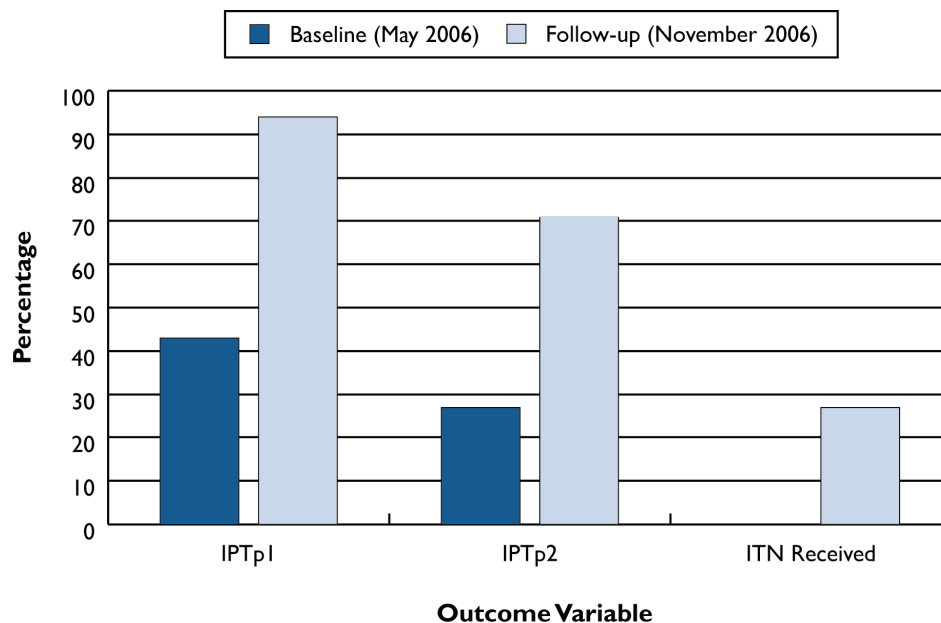 Baseline (May 2006) Follow-up (November 2006)
100
90
80
70
60
50
40
30
20
10
0
Percentage
IPTp1 IPTp2 ITN Received
Outcome Variable